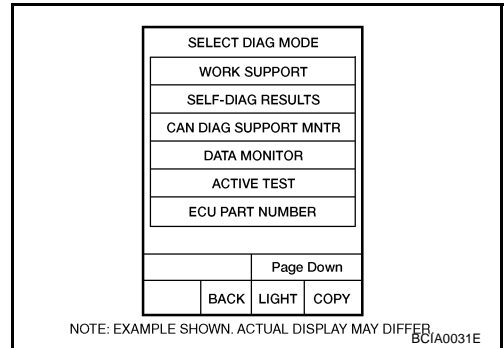 SELECT DIAG MODE
WORK SUPPORT
SELF-DIAG RESULTS
CAN DIAG SUPPORT MNTR
DATA MONITOR
ACTIVE TEST
ECU PART NUMBER
Page Down
BACK LIGHT COPY
NOTE: EXAMPLE SHOWN. ACTUAL DISPLAY MAY DIFFER.
BCIA0031E